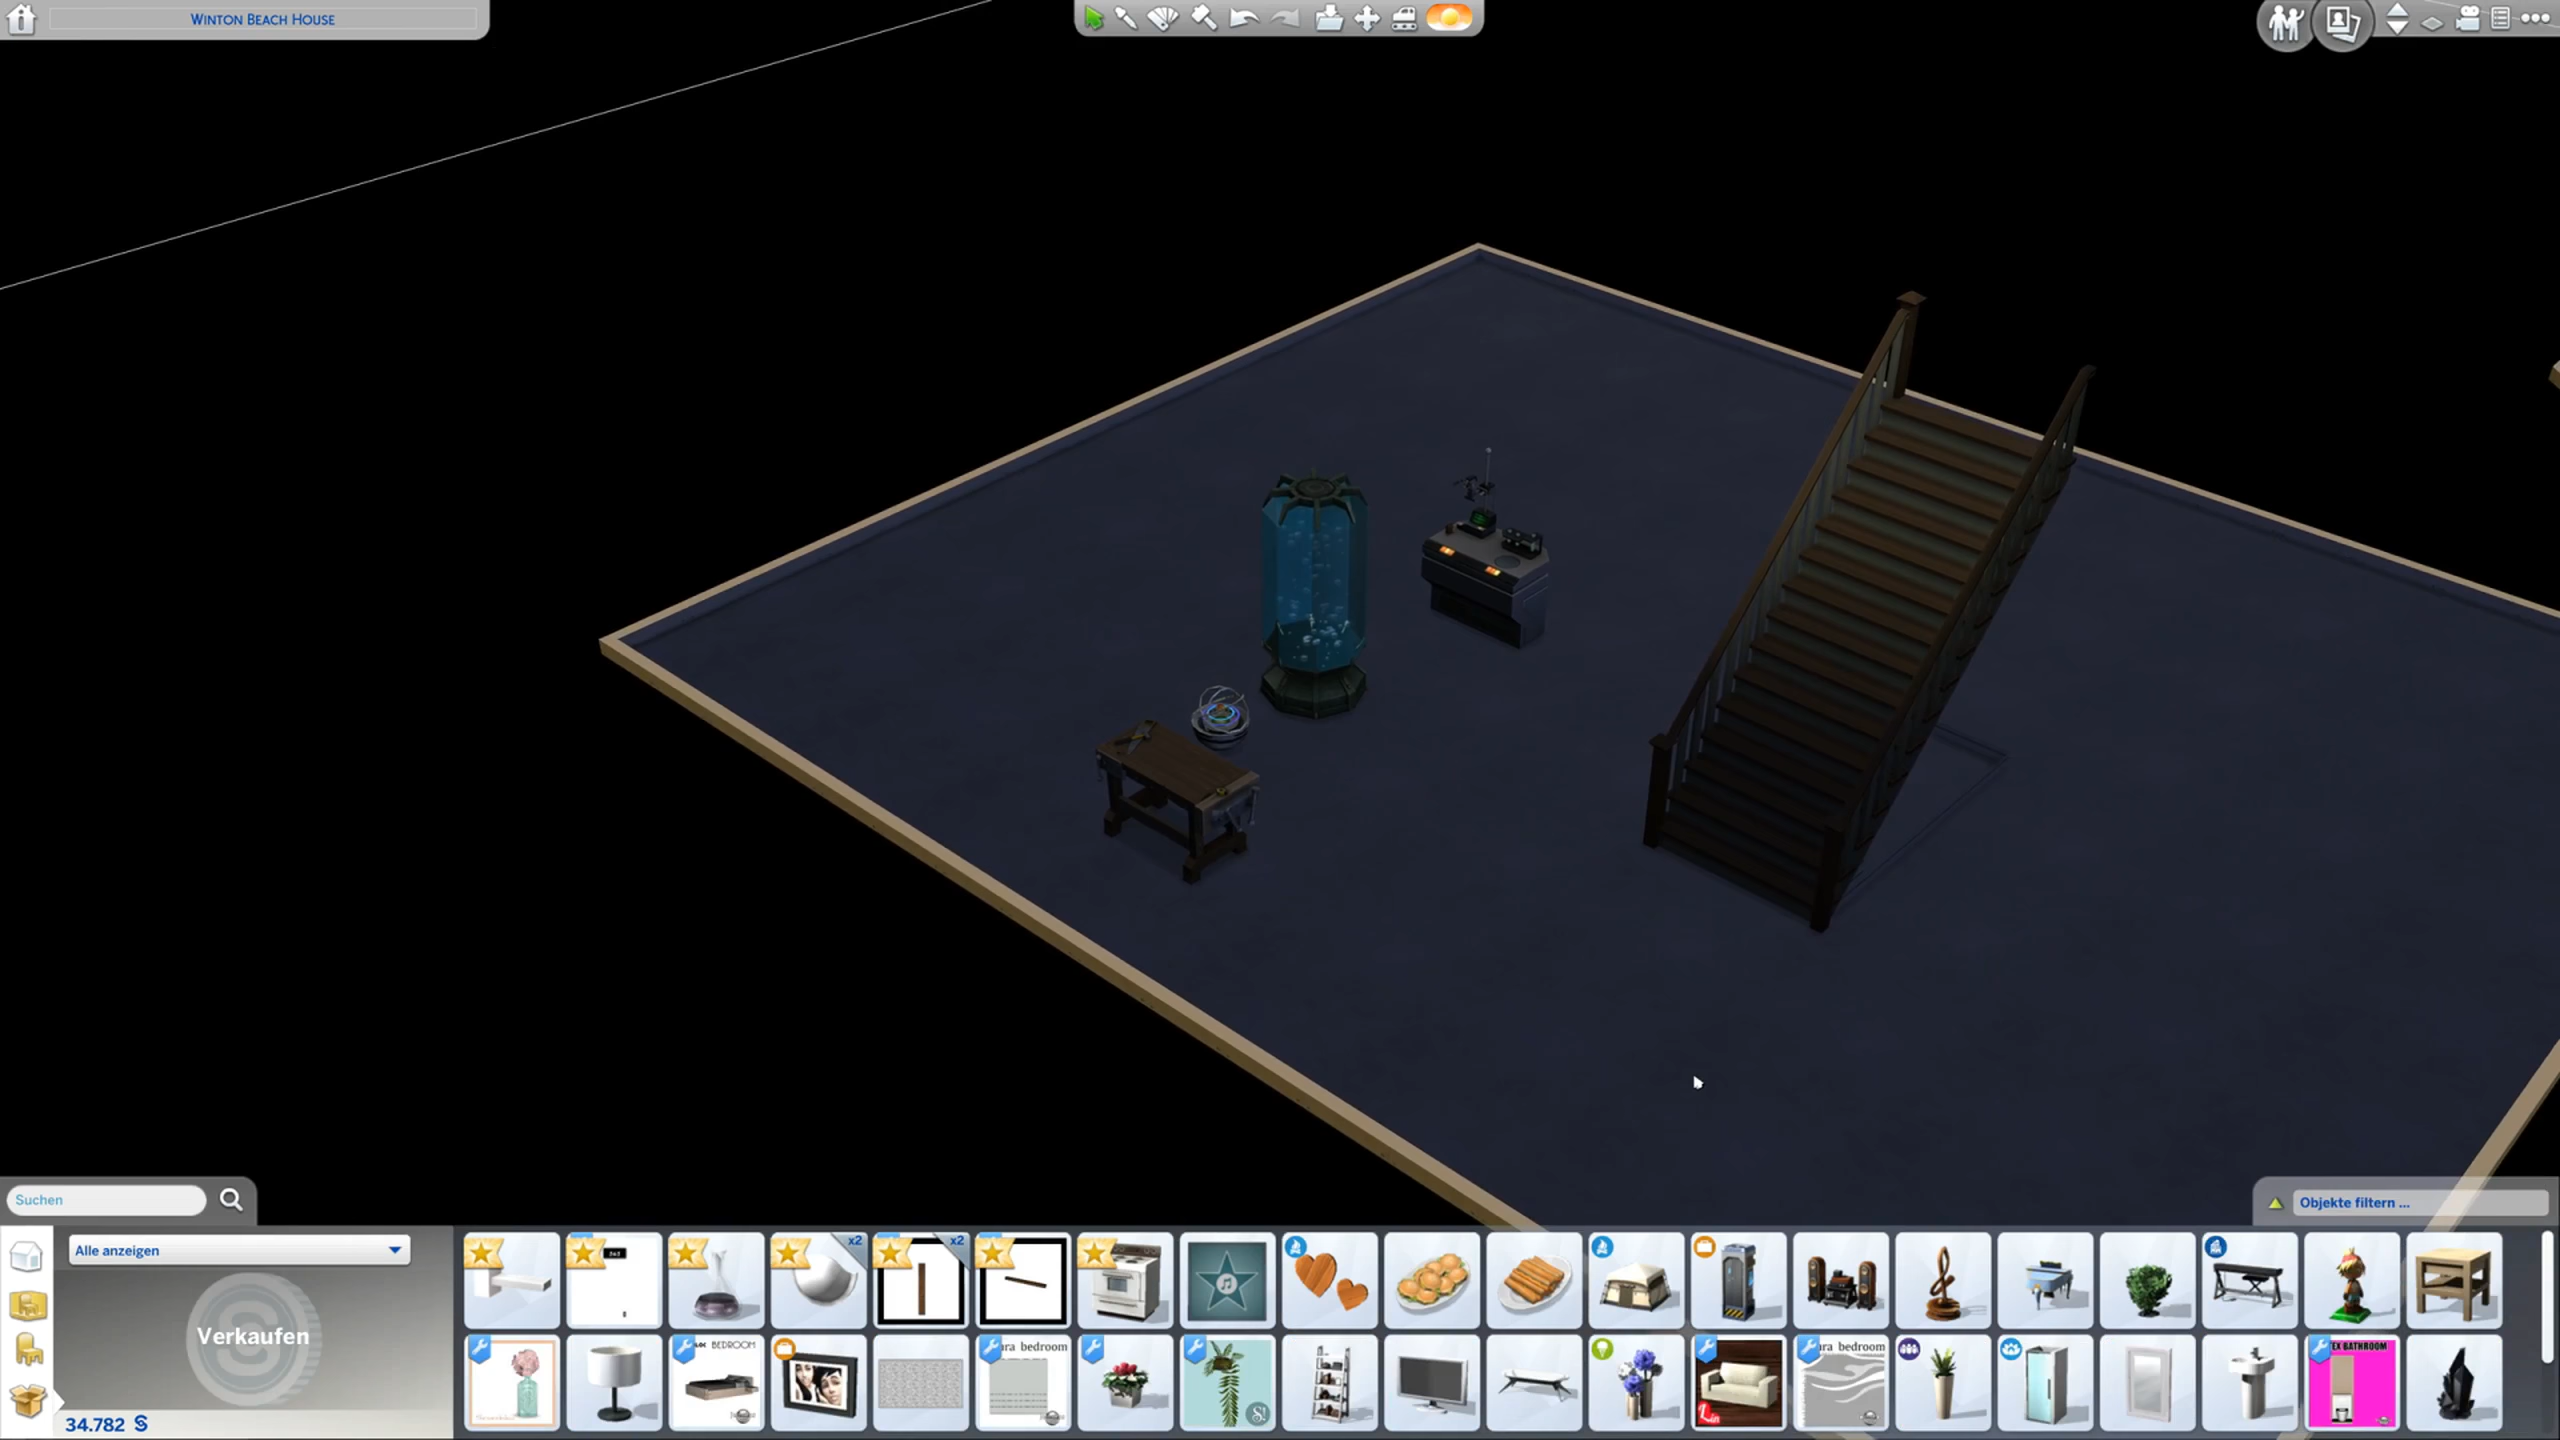 Winton Beach House
Suchen
Objekte filtern ...
Alle anzeigen
Verkaufen
34.782
x2
x2
BEDROOM
ra bedroom
ra bedroom
EX BATHROOM